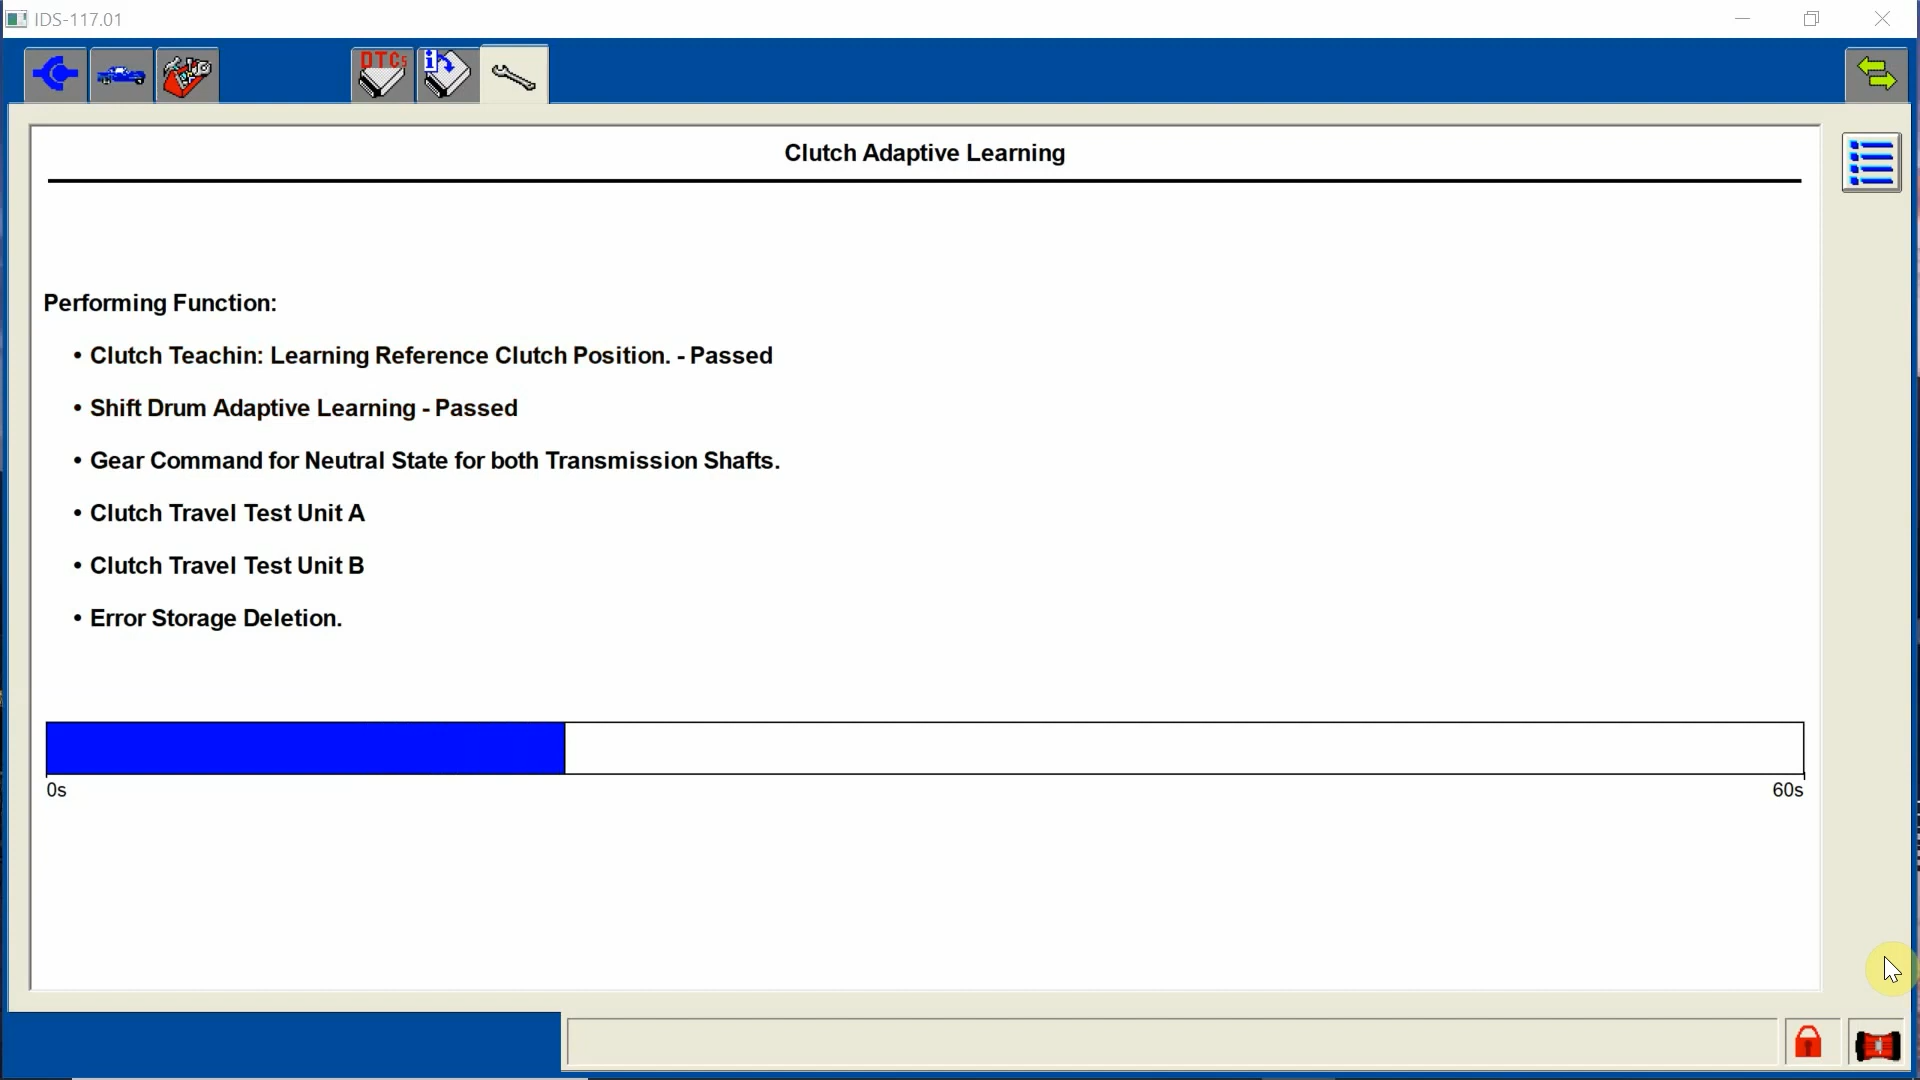 IDS-117.01
DTCs
i
Clutch Adaptive Learning
Performing Function:
• Clutch Teachin: Learning Reference Clutch Position. - Passed
• Shift Drum Adaptive Learning - Passed
• Gear Command for Neutral State for both Transmission Shafts.
• Clutch Travel Test Unit A
• Clutch Travel Test Unit B
• Error Storage Deletion.
0s
60s